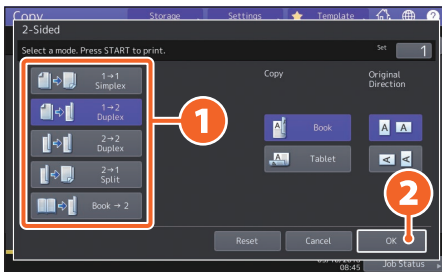 Copy Storage Settings Template
2-Sided
Select a mode. Press START to print.
Set 1
1→1
Simplex
1→2
Duplex
2→2
Duplex
2→1
Split
Book → 2
1
Copy
Book
Tablet
Original
Direction
A A
2
Reset Cancel OK
08:45
Job Status